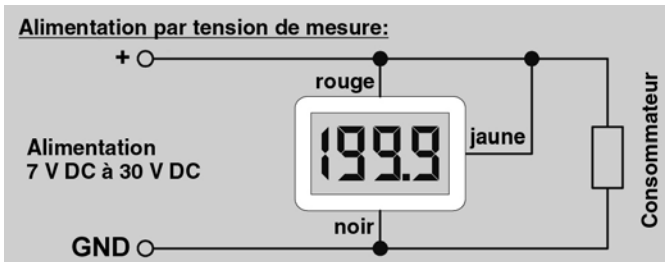 Alimentation par tension de mesure:
+
rouge
199.9
jaune
Alimentation
7 V DC à 30 V DC
noir
GND
Consommateur